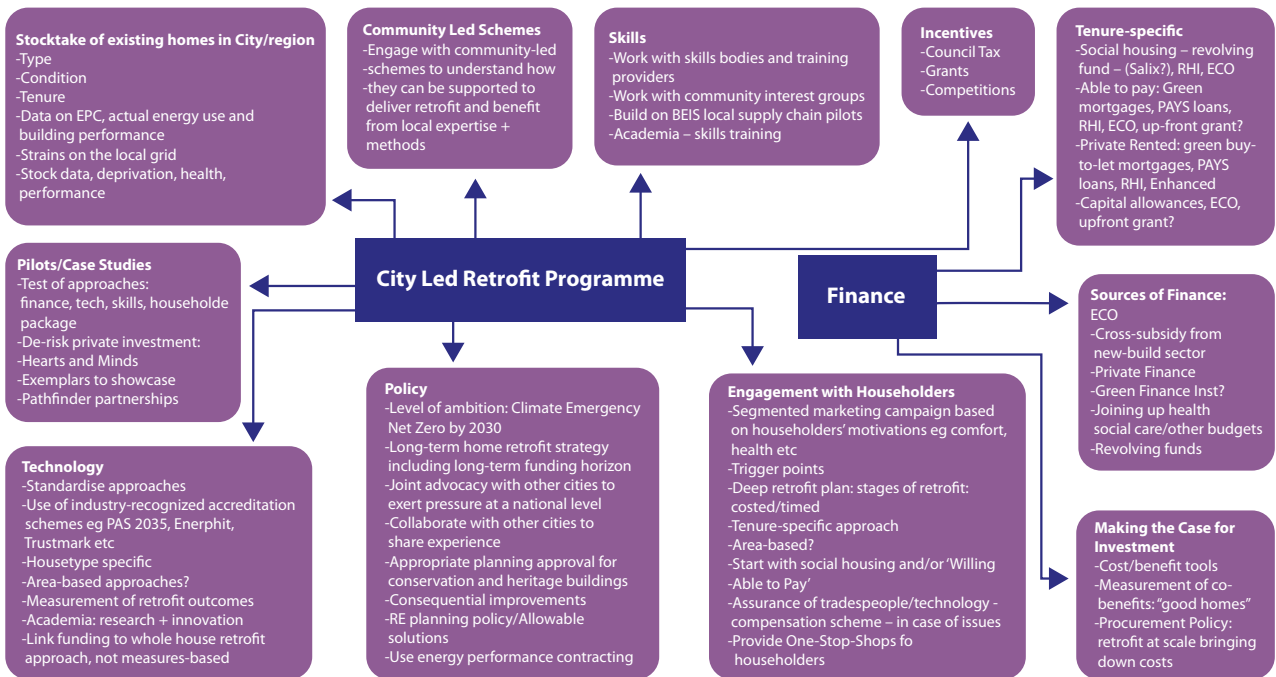 Stocktake of existing homes in City/region
-Type
-Condition
-Tenure
-Data on EPC, actual energy use and
building performance
-Strains on the local grid
-Stock data, deprivation, health,
performance
Community Led Schemes
-Engage with community-led
-schemes to understand how
-they can be supported to
deliver retrofit and benefit
from local expertise +
methods
Skills
-Work with skills bodies and training
providers
-Work with community interest groups
-Build on BEIS local supply chain pilots
-Academia – skills training
Incentives
-Council Tax
-Grants
-Competitions
Tenure-specific
-Social housing – revolving
fund – (Salix?), RHI, ECO
-Able to pay: Green
mortgages, PAYS loans,
RHI, ECO, up-front grant?
-Private Rented: green buy-
to-let mortgages, PAYS
loans, RHI, Enhanced
-Capital allowances, ECO,
upfront grant?
City Led Retrofit Programme
Finance
Pilots/Case Studies
-Test of approaches:
finance, tech, skills, householde
package
-De-risk private investment:
-Hearts and Minds
-Exemplars to showcase
-Pathfinder partnerships
Sources of Finance:
ECO
-Cross-subsidy from
new-build sector
-Private Finance
-Green Finance Inst?
-Joining up health
social care/other budgets
-Revolving funds
Technology
-Standardise approaches
-Use of industry-recognized accreditation
schemes eg PAS 2035, Enerphit,
Trustmark etc
-Housetype specific
-Area-based approaches?
-Measurement of retrofit outcomes
-Academia: research + innovation
-Link funding to whole house retrofit
approach, not measures-based
Policy
-Level of ambition: Climate Emergency
Net Zero by 2030
-Long-term home retrofit strategy
including long-term funding horizon
-Joint advocacy with other cities to
exert pressure at a national level
-Collaborate with other cities to
share experience
-Appropriate planning approval for
conservation and heritage buildings
-Consequential improvements
-RE planning policy/Allowable
solutions
-Use energy performance contracting
Engagement with Householders
-Segmented marketing campaign based
on householders' motivations eg comfort,
health etc
-Trigger points
-Deep retrofit plan: stages of retrofit:
costed/timed
-Tenure-specific approach
-Area-based?
-Start with social housing and/or 'Willing
-Able to Pay'
-Assurance of tradespeople/technology -
compensation scheme – in case of issues
-Provide One-Stop-Shops fo
householders
Making the Case for
Investment
-Cost/benefit tools
-Measurement of co-
benefits: "good homes"
-Procurement Policy:
retrofit at scale bringing
down costs